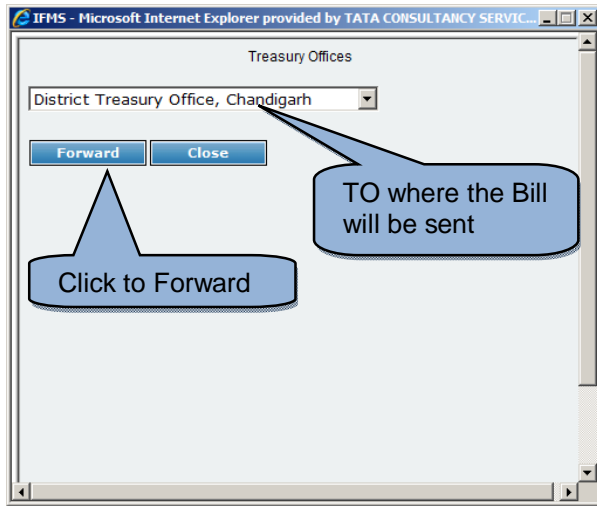 IFMS - Microsoft Internet Explorer provided by TATA CONSULTANCY SERVIC...
Treasury Offices
District Treasury Office, Chandigarh
Forward Close
TO where the Bill
will be sent
Click to Forward